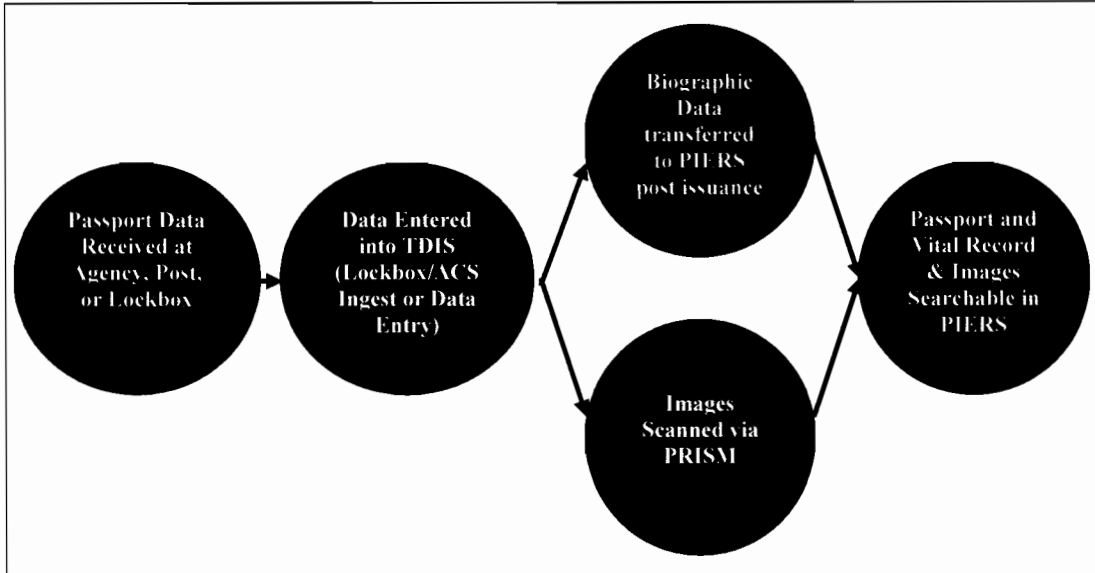 Passport Data
Received at
Agency, Post,
or Lockbox
Data Entered
into TDIS
(Lockbox/ACS
Ingest or Data
Entry)
Biographic
Data
transferred
to PIERS
post issuance
Images
Scanned via
PRISM
Passport and
Vital Record
& Images
Searchable in
PIERS